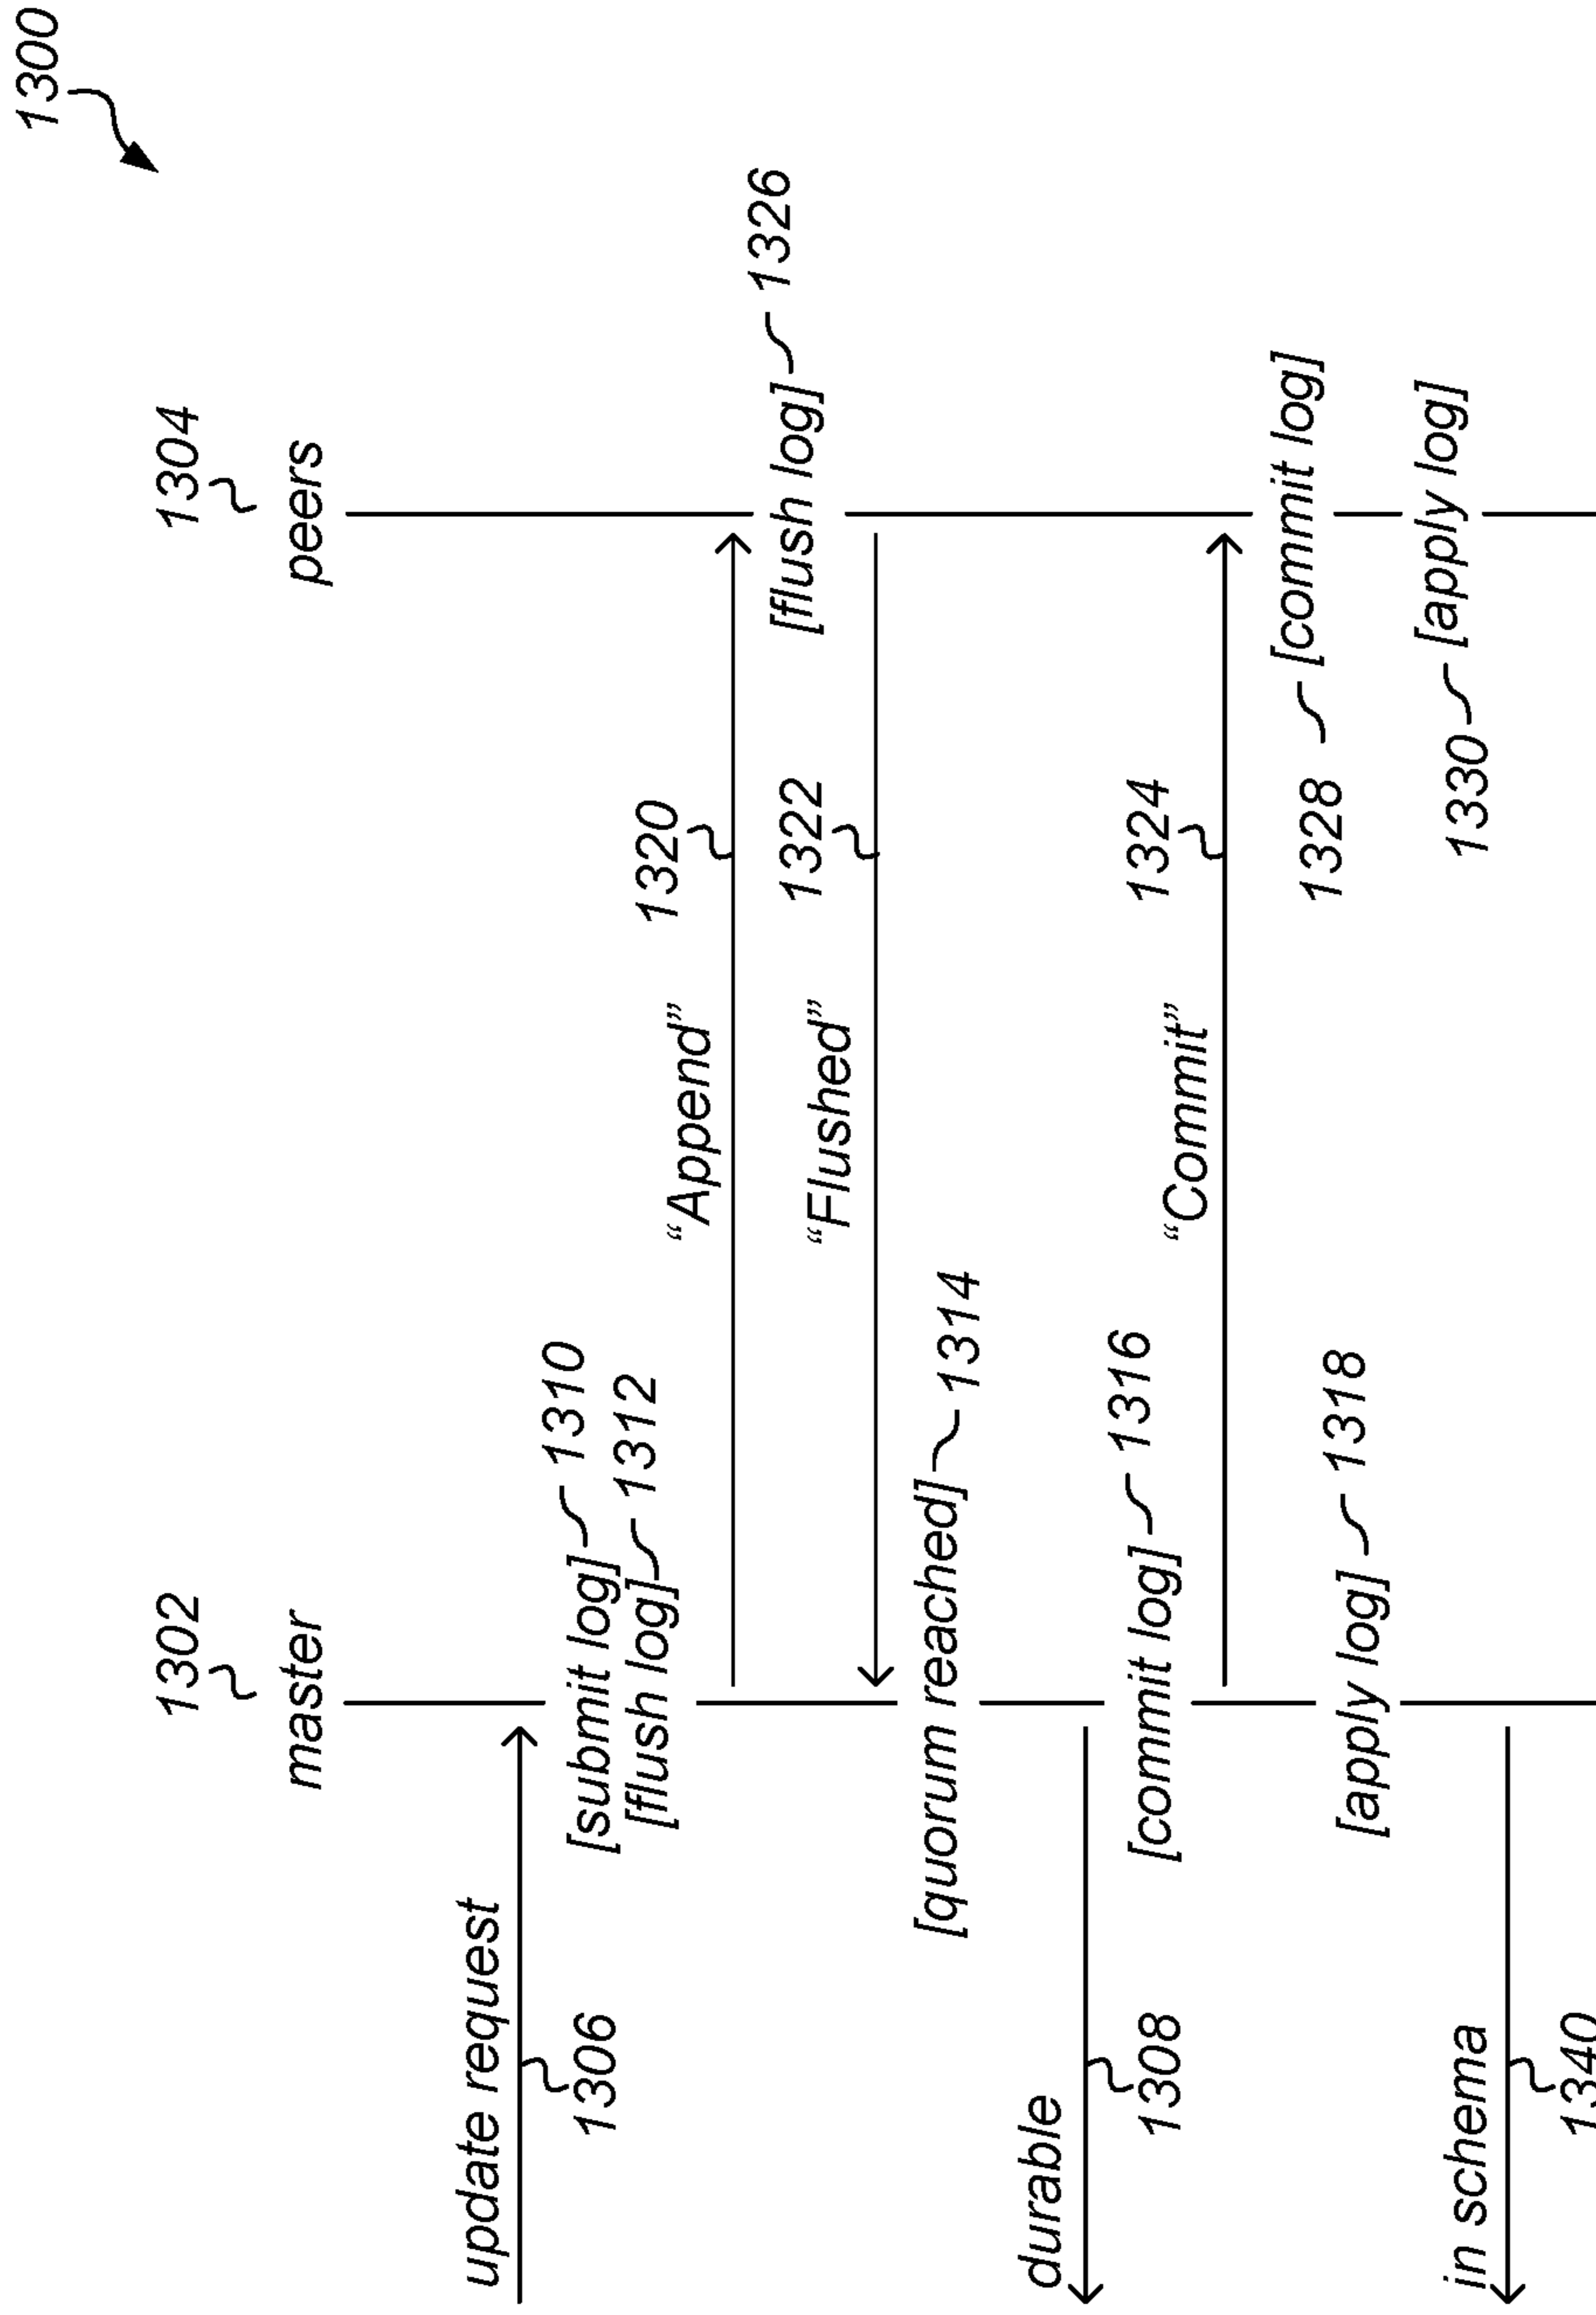 1300
1302
1304
master
peers
update request
1306
[submit log] 1310
[flush log] 1312
1320
"Append"
[flush log] 1326
1322
"Flushed"
[quorum reached] 1314
durable
1308
[commit log] 1316
1324
"Commit"
1328 [commit log]
[apply log] 1318
1330 [apply log]
in schema
1340